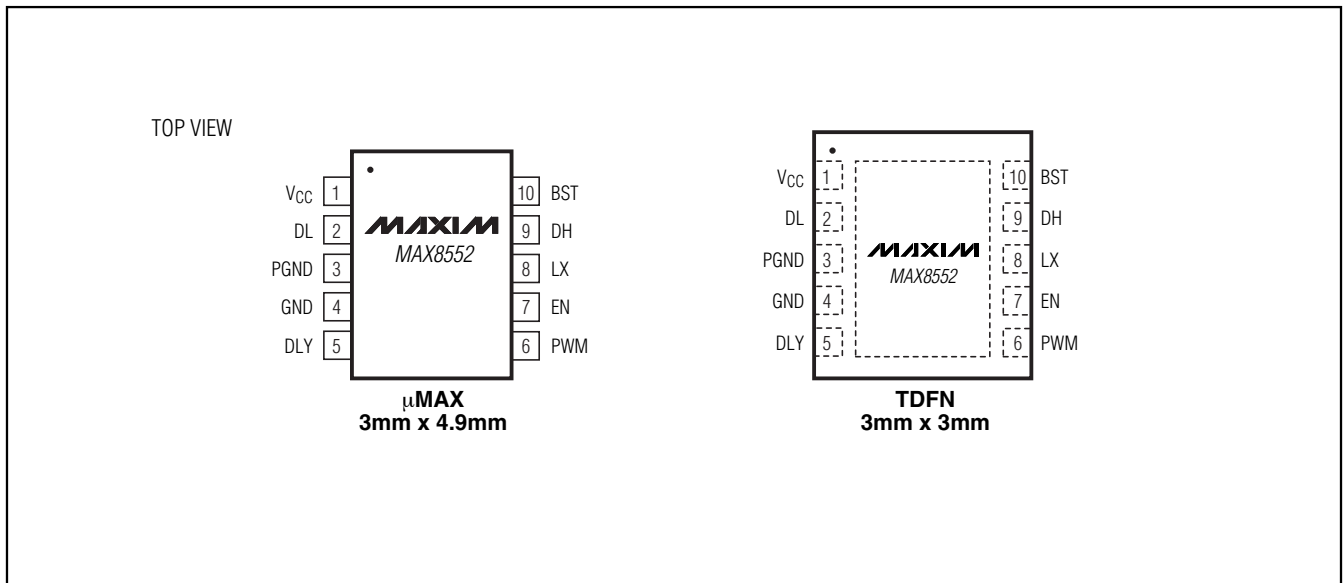 TOP VIEW
VCC 1
DL 2
PGND 3
GND 4
DLY 5
10 BST
9 DH
8 LX
7 EN
6 PWM
MAXIM
MAX8552
µMAX
3mm x 4.9mm
VCC 1
DL 2
PGND 3
GND 4
DLY 5
10 BST
9 DH
8 LX
7 EN
6 PWM
MAXIM
MAX8552
TDFN
3mm x 3mm